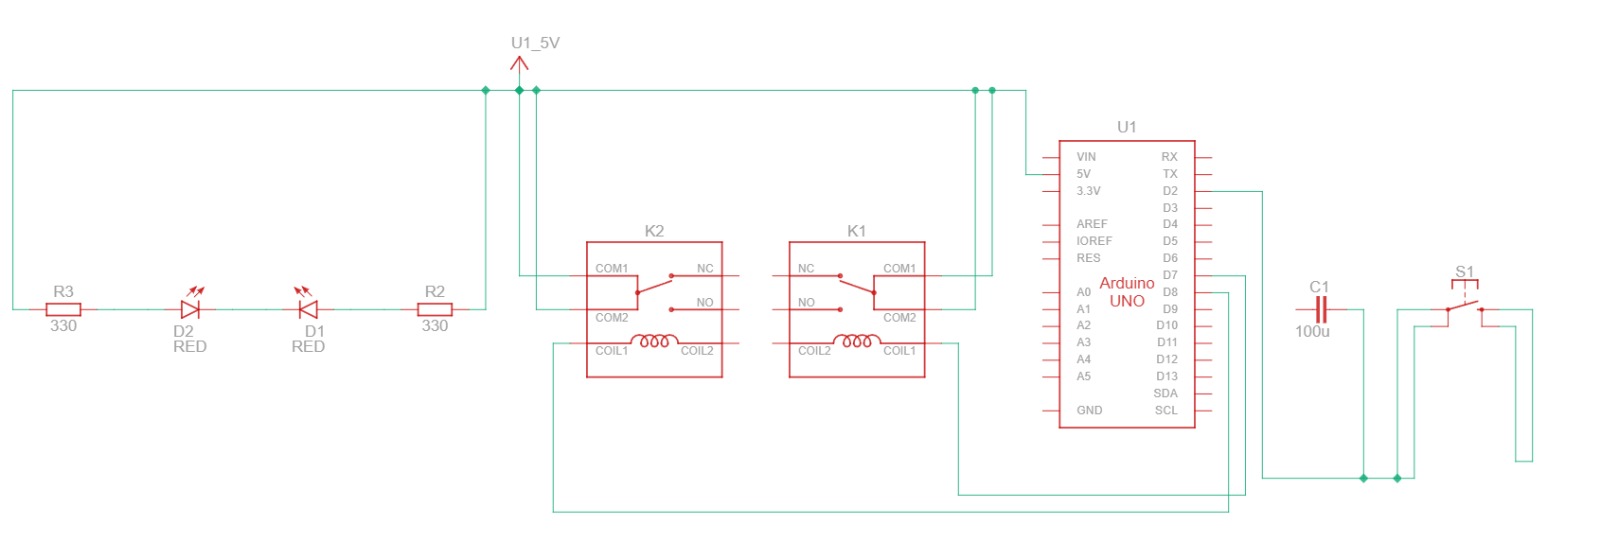 U1_5V
U1
VIN RX
5V TX
3.3V D2
D3
AREF D4
IOREF D5
RES D6
D7
A0 D8
A1 D9
A2 D10
A3 D11
A4 D12
A5 D13
SDA
GND SCL
Arduino
UNO
K2
COM1 NC
NO
COM2
COIL1 COIL2
K1
NC COM1
NO
COM2
COIL2 COIL1
R3
330
D2
RED
D1
RED
R2
330
C1
100u
S1